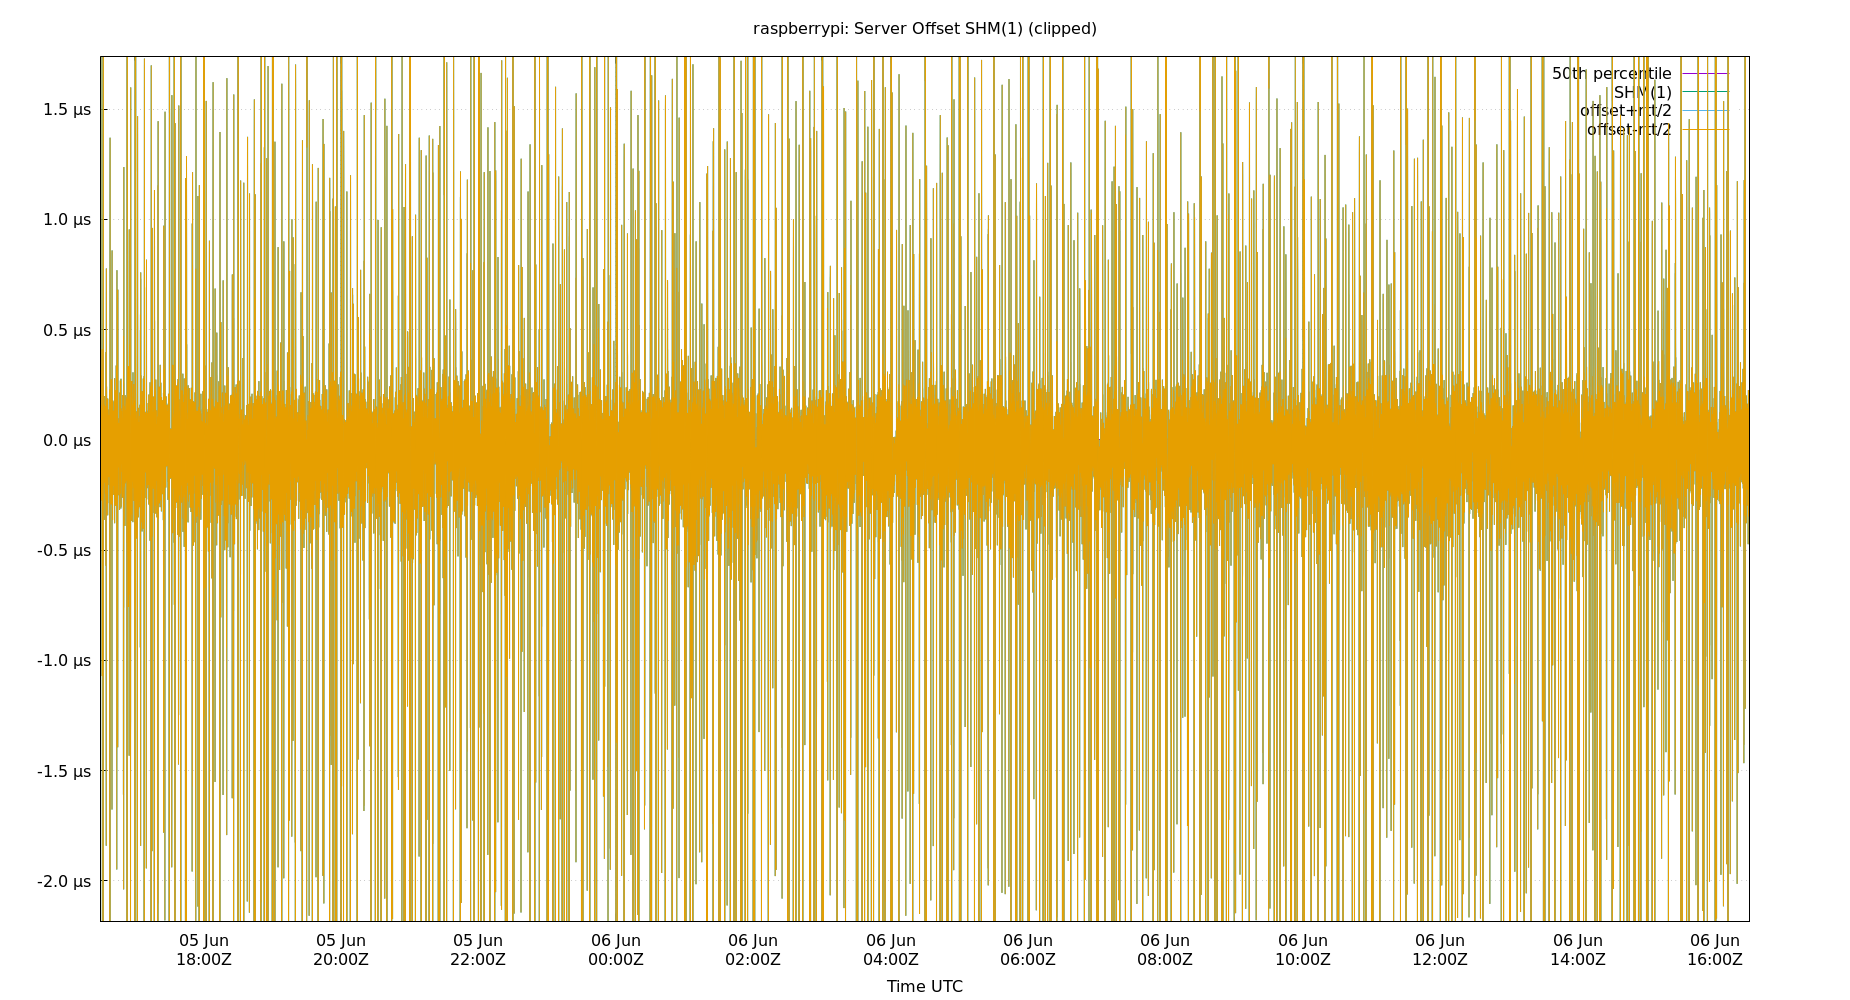 raspberrypi: Server Offset SHM(1) (clipped)
50th percentile
SHM(1)
offset+rtt/2
offset-rtt/2
1.5 µs
1.0 µs
0.5 µs
0.0 µs
-0.5 µs
-1.0 µs
-1.5 µs
-2.0 µs
05 Jun 05 Jun 05 Jun 06 Jun 06 Jun 06 Jun 06 Jun 06 Jun 06 Jun 06 Jun 06 Jun 06 Jun
18:00Z 20:00Z 22:00Z 00:00Z 02:00Z 04:00Z 06:00Z 08:00Z 10:00Z 12:00Z 14:00Z 16:00Z
Time UTC